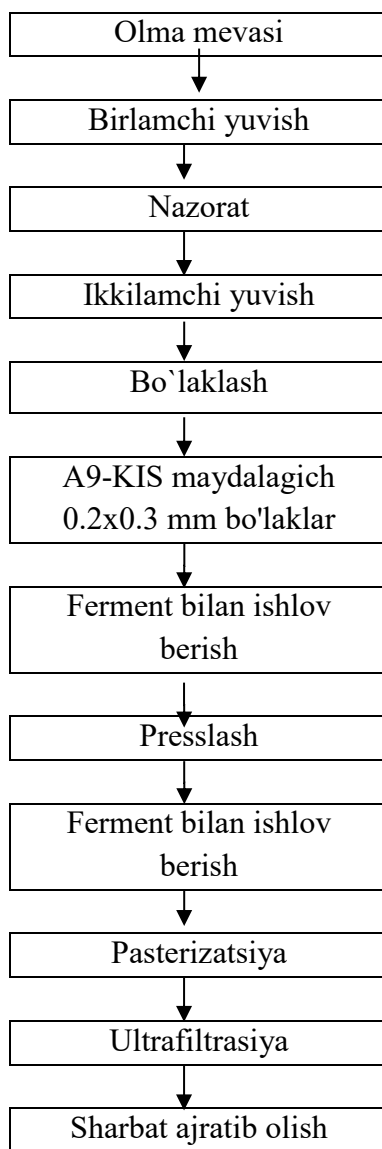 Olma mevasi
Birlamchi yuvish
Nazorat
Ikkilamchi yuvish
Bo`laklash
A9-KIS maydalagich
0.2x0.3 mm bo'laklar
Ferment bilan ishlov
berish
Presslash
Ferment bilan ishlov
berish
Pasterizatsiya
Ultrafiltrasiya
Sharbat ajratib olish